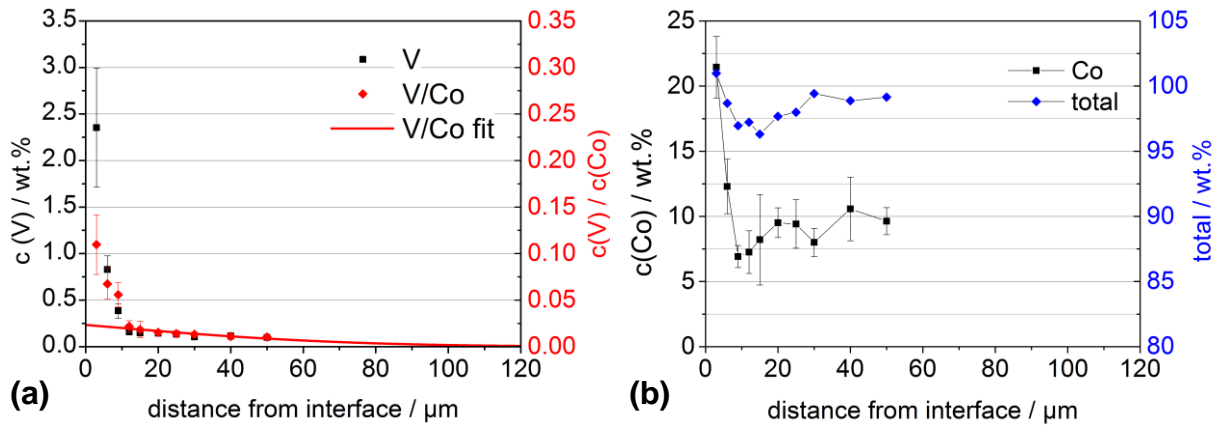 3.5
3.0
2.5
2.0
1.5
1.0
0.5
0.0
c (V) / wt.%
V
V/Co
V/Co fit
0.35
0.30
0.25
0.20
0.15
0.10
0.05
0.00
c(V) / c(Co)
0 20 40 60 80 100 120
distance from interface / µm
(a)
25
20
15
10
5
0
c(Co) / wt.%
Co
total
105
100
95
90
85
80
total / wt.%
0 20 40 60 80 100 120
distance from interface / µm
(b)